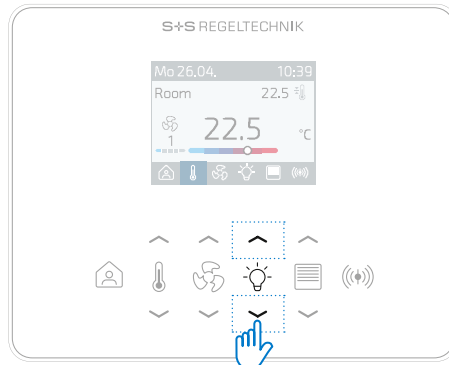 S+S REGELTECHNIK
Mo 26.04. 10:39
Room 22.5
22.5 °C
1